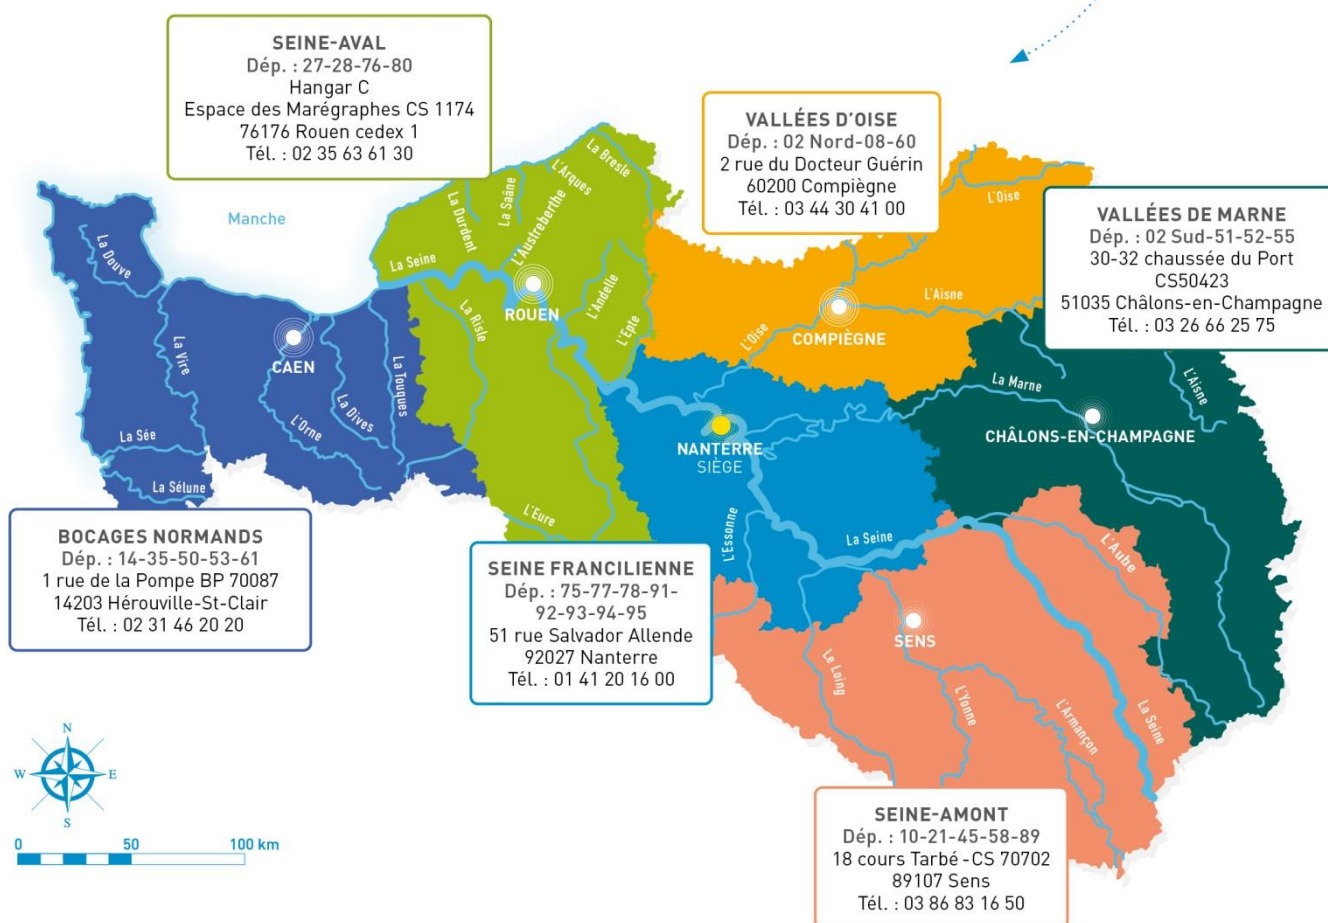 SEINE-AVAL
Dép. : 27-28-76-80
Hangar C
Espace des Marégraphes CS 1174
76176 Rouen cedex 1
Tél. : 02 35 63 61 30
VALLÉES D'OISE
Dép. : 02 Nord-08-60
2 rue du Docteur Guérin
60200 Compiègne
Tél. : 03 44 30 41 00
VALLÉES DE MARNE
Dép. : 02 Sud-51-52-55
30-32 chaussée du Port
CS50423
51035 Châlons-en-Champagne
Tél. : 03 26 66 25 75
Manche
La Douve
La Vire
La Sée
La Sélune
CAEN
L'Orne
La Dives
La Touques
La Seine
La Durdent
La Saâne
L'Austreberthe
L'Arques
La Bresle
ROUEN
La Risle
L'Andelle
L'Epte
L'Eure
L'Oise
L'Aisne
COMPIÈGNE
L'Oise
La Marne
L'Aisne
CHÂLONS-EN-CHAMPAGNE
NANTERRE
SIÈGE
L'Essonne
La Seine
L'Aube
SENS
Le Loing
L'Yonne
L'Armançon
La Seine
BOCAGES NORMANDS
Dép. : 14-35-50-53-61
1 rue de la Pompe BP 70087
14203 Hérouville-St-Clair
Tél. : 02 31 46 20 20
SEINE FRANCILIENNE
Dép. : 75-77-78-91-
92-93-94-95
51 rue Salvador Allende
92027 Nanterre
Tél. : 01 41 20 16 00
SEINE-AMONT
Dép. : 10-21-45-58-89
18 cours Tarbé - CS 70702
89107 Sens
Tél. : 03 86 83 16 50
N
W E
S
0 50 100 km